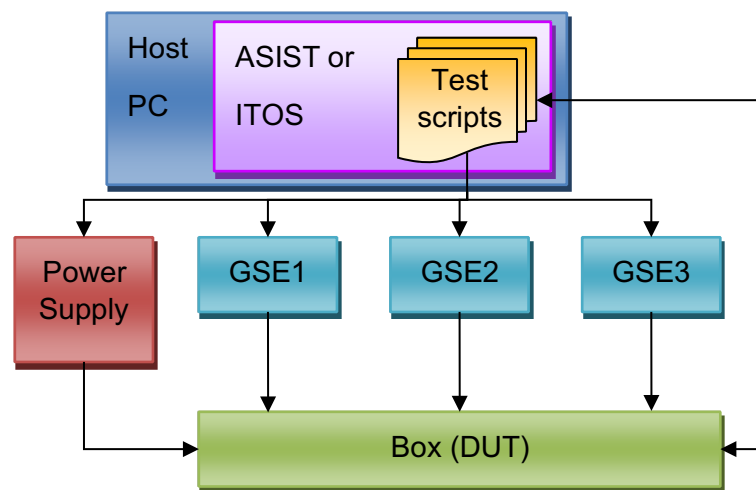 Host
PC
ASIST or
ITOS
Test
scripts
Power
Supply
GSE1
GSE2
GSE3
Box (DUT)